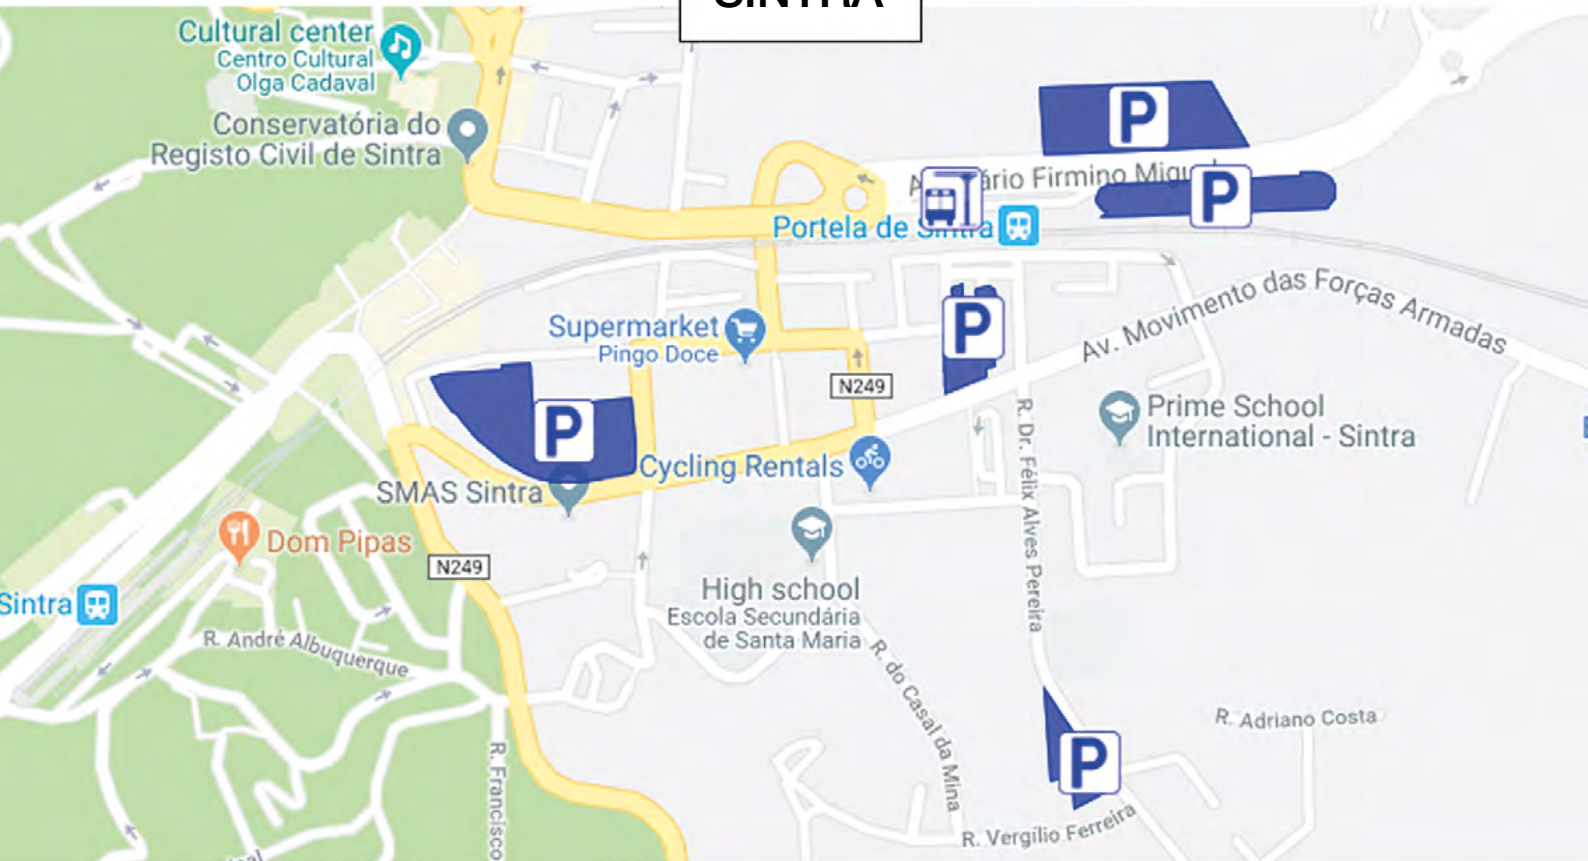 SINTRA
Cultural center
Centro Cultural
Olga Cadaval
Conservatória do
Registo Civil de Sintra
P
Firmino
P
Portela de Sintra
Supermarket
Pingo Doce
P
Av. Movimento das Forças Armadas
N249
Prime School
International - Sintra
P
Cycling Rentals
SMAS Sintra
R. Dr. Félix Alves Pereira
Dom Pipas
N249
High school
Escola Secundária
de Santa Maria
Sintra
R. André Albuquerque
R. do Casal da Mina
R. Adriano Costa
P
R. Francisco
R. Vergílio Ferreira